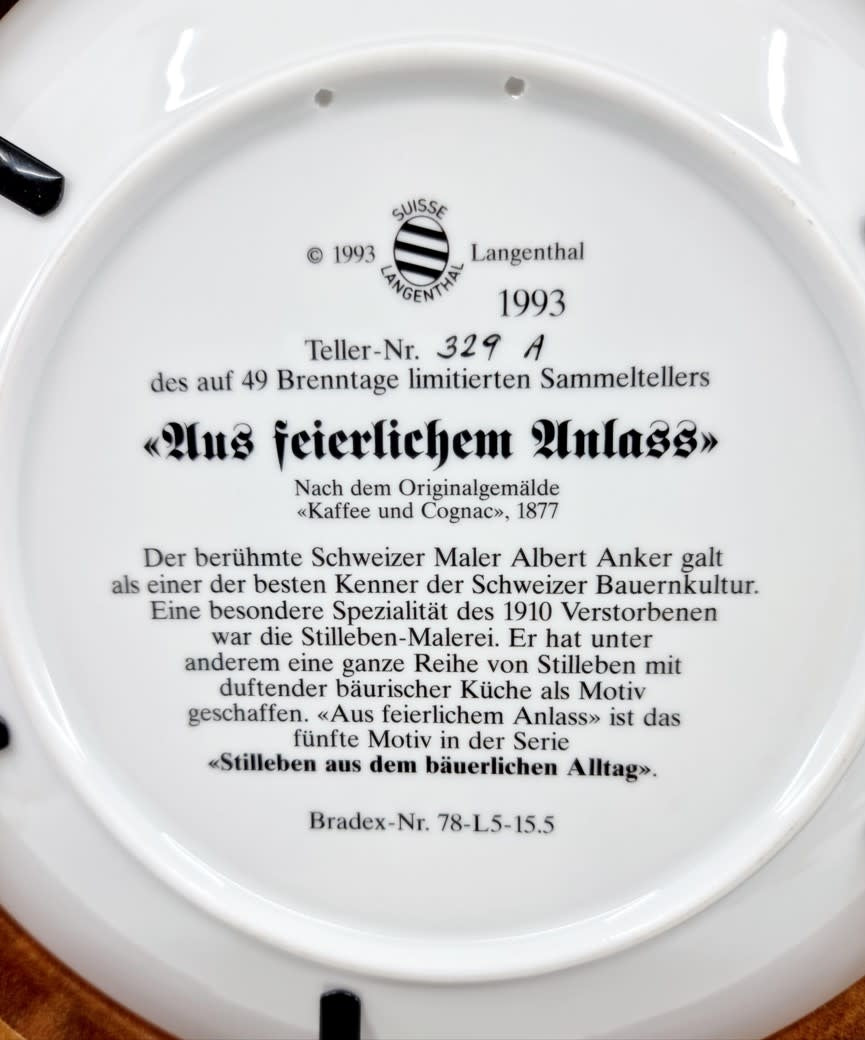 SUISSE
© 1993
Langenthal
LANGENTHAL
1993
Teller-Nr. 329 A
des auf 49 Brenntage limitierten Sammeltellers
«Aus feierlichem Anlass»
Nach dem Originalgemälde
«Kaffee und Cognac», 1877
Der berühmte Schweizer Maler Albert Anker galt
als einer der besten Kenner der Schweizer Bauernkultur.
Eine besondere Spezialität des 1910 Verstorbenen
war die Stilleben-Malerei. Er hat unter
anderem eine ganze Reihe von Stilleben mit
duftender bäurischer Küche als Motiv
geschaffen. «Aus feierlichem Anlass» ist das
fünfte Motiv in der Serie
«Stilleben aus dem bäuerlichen Alltag».
Bradex-Nr. 78-L5-15.5